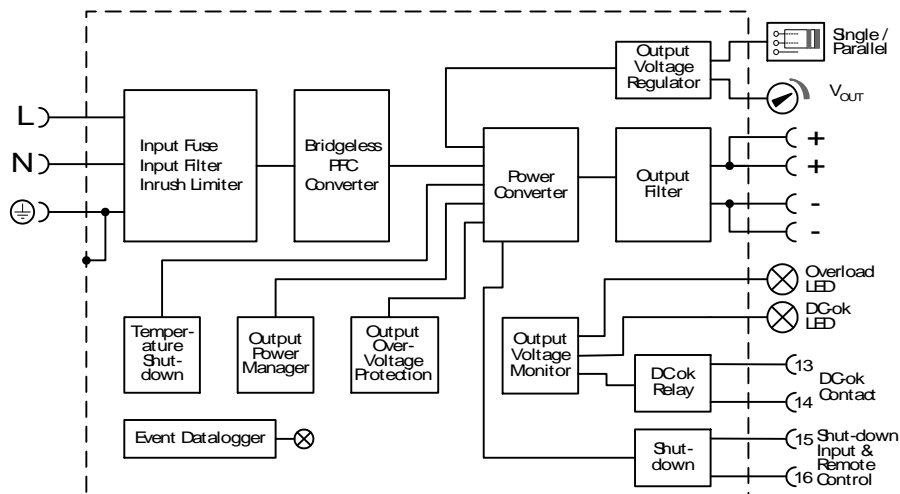 Single /
Parallel
Output
Voltage
Regulator
VOUT
L
N
Input Fuse
Input Filter
Inrush Limiter
Bridgeless
PFC
Converter
Power
Converter
Output
Filter
+
+
-
-
Temper-
ature
Shut-
down
Output
Power
Manager
Output
Over-
Voltage
Protection
Output
Voltage
Monitor
Overload
LED
DC-ok
LED
DC-ok
Relay
13
14
DC-ok
Contact
Event Datalogger
Shut-
down
15
16
Shut-down
Input &
Remote
Control